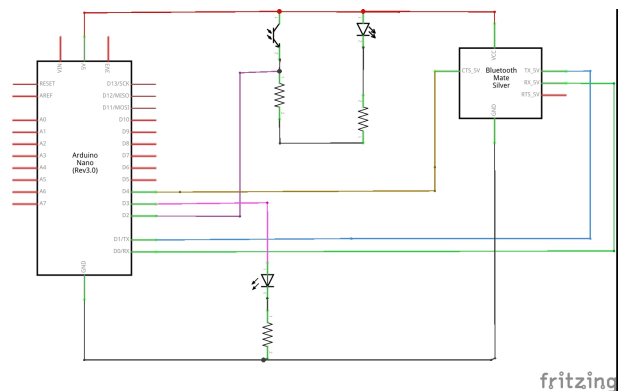 VIN
5V
3V3
RESET
AREF
A0
A1
A2
A3
A4
A5
A6
A7
Arduino
Nano
(Rev3.0)
D13/SCK
D12/MISO
D11/MOSI
D10
D9
D8
D7
D6
D5
D4
D3
D2
D1/TX
D0/RX
GND
VCC
CTS_5V
Bluetooth
Mate
Silver
TX_5V
RX_5V
RTS_5V
GND
fritzing